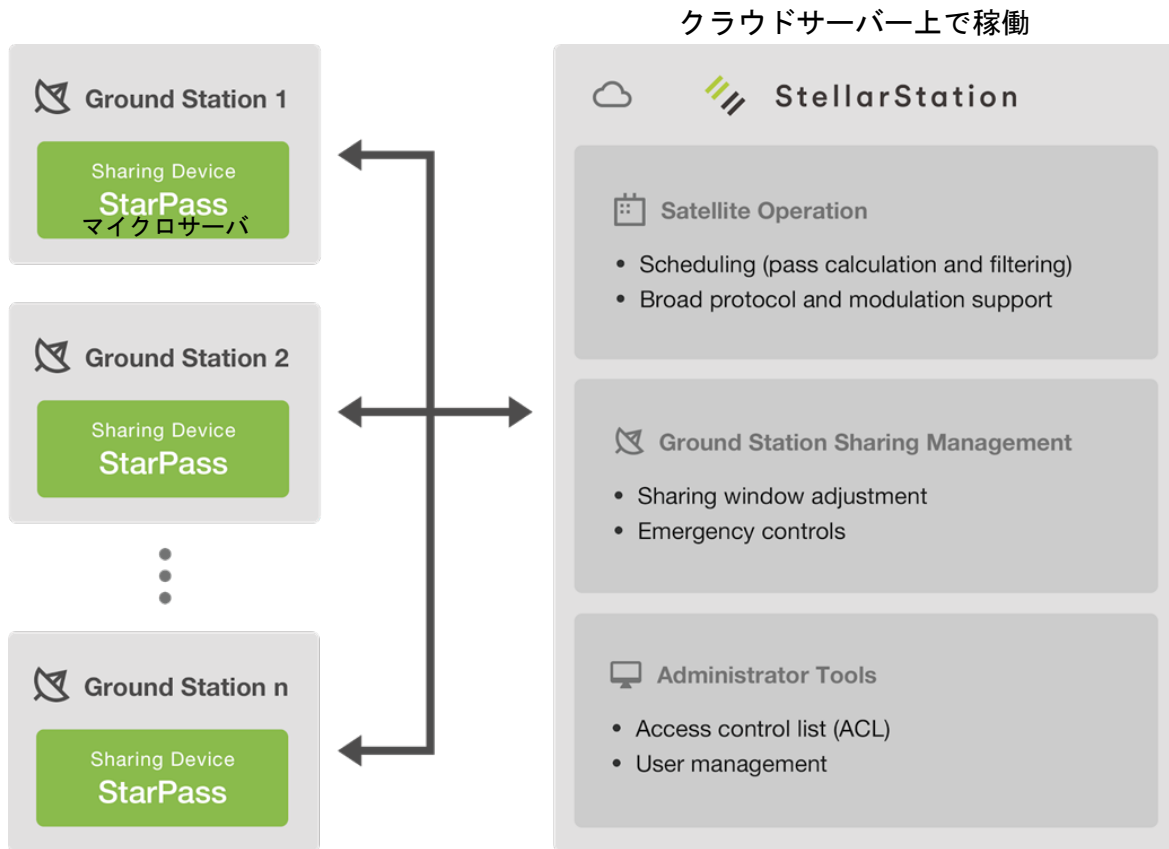 クラウドサーバー上で稼働
Ground Station 1
Sharing Device
StarPass
マイクロサーバ
Ground Station 2
Sharing Device
StarPass
Ground Station n
Sharing Device
StarPass
StellarStation
Satellite Operation
• Scheduling (pass calculation and filtering)
• Broad protocol and modulation support
Ground Station Sharing Management
• Sharing window adjustment
• Emergency controls
Administrator Tools
• Access control list (ACL)
• User management